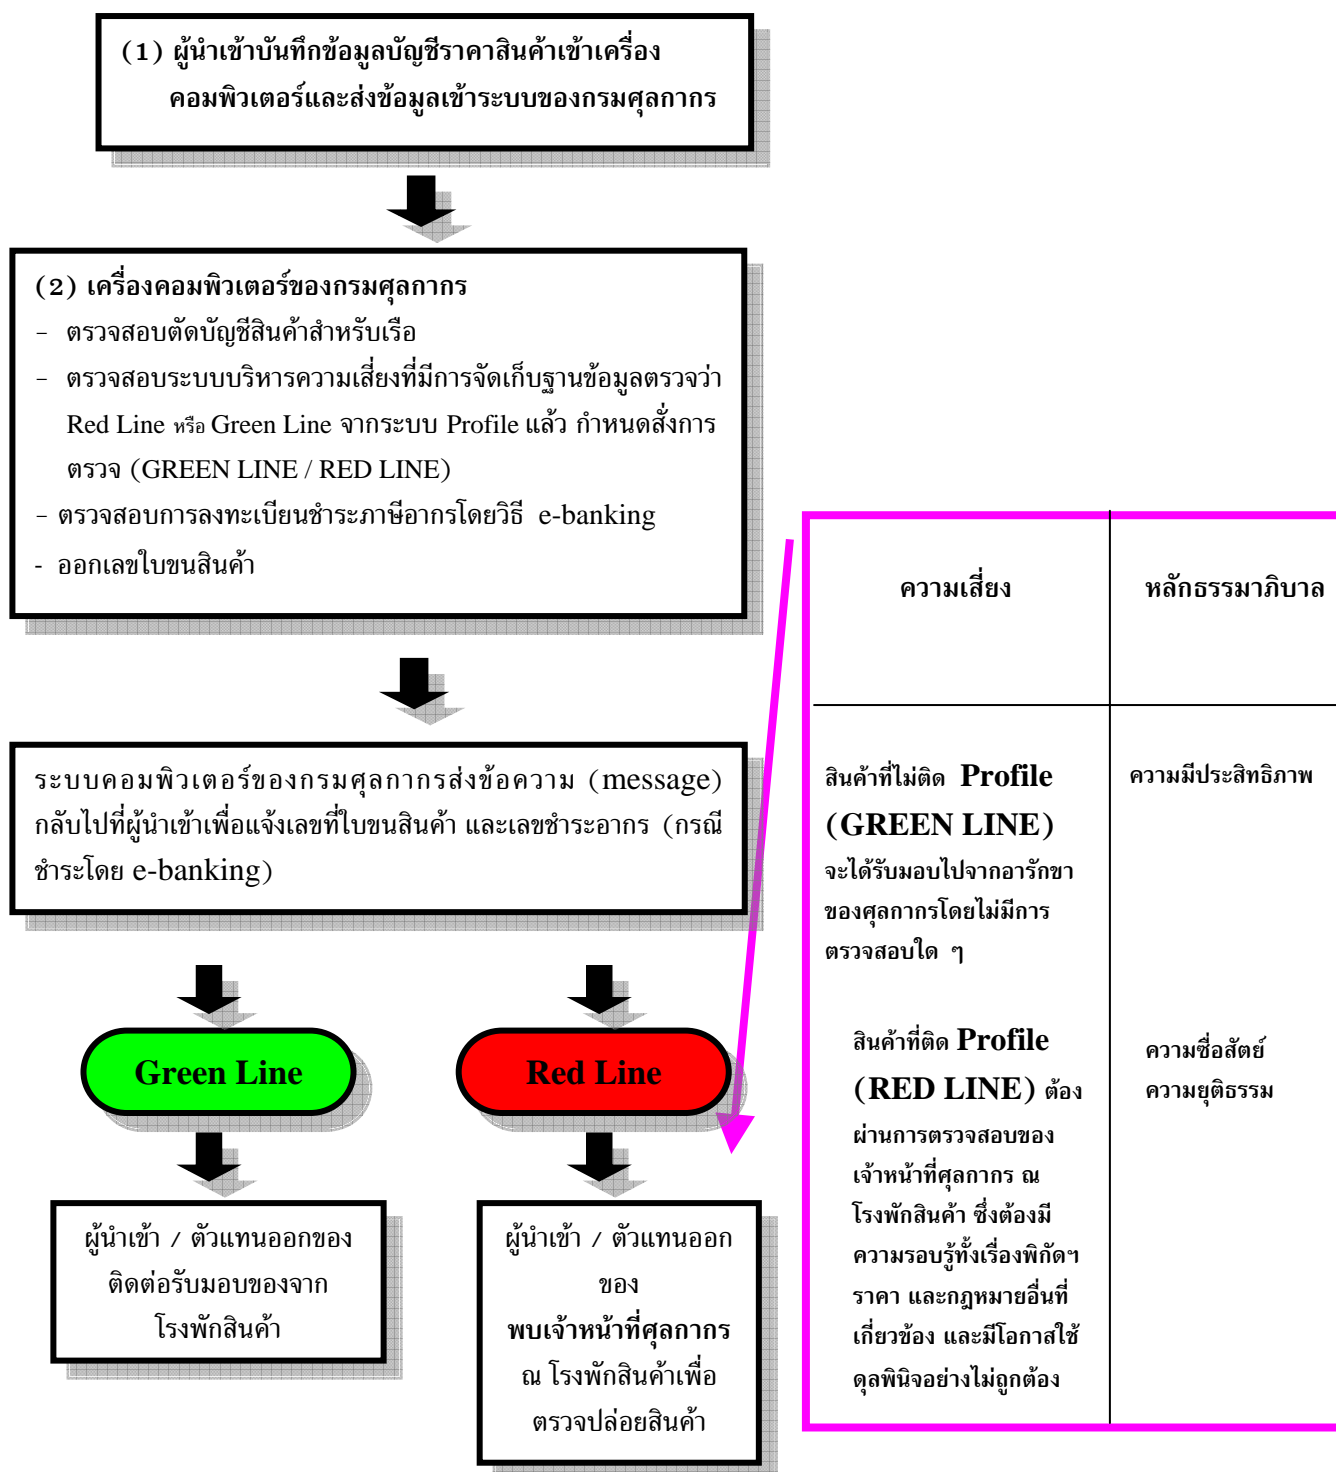 (1) ผู้นำเข้าบันทึกข้อมูลบัญชีราคาสินค้าเข้าเครื่อง
คอมพิวเตอร์และส่งข้อมูลเข้าระบบของกรมศุลกากร
(2) เครื่องคอมพิวเตอร์ของกรมศุลกากร
- ตรวจสอบตัดบัญชีสินค้าสำหรับเรือ
- ตรวจสอบระบบบริหารความเสี่ยงที่มีการจัดเก็บฐานข้อมูลตรวจว่า
Red Line หรือ Green Line จากระบบ Profile แล้ว กำหนดสั่งการ
ตรวจ (GREEN LINE / RED LINE)
- ตรวจสอบการลงทะเบียนชำระภาษีอากรโดยวิธี e-banking
- ออกเลขใบขนสินค้า
ระบบคอมพิวเตอร์ของกรมศุลกากรส่งข้อความ (message)
กลับไปที่ผู้นำเข้าเพื่อแจ้งเลขที่ใบขนสินค้า และเลขชำระอากร (กรณี
ชำระโดย e-banking)
Green Line
Red Line
ผู้นำเข้า / ตัวแทนออกของ
ติดต่อรับมอบของจาก
โรงพักสินค้า
ผู้นำเข้า / ตัวแทนออก
ของ
พบเจ้าหน้าที่ศุลกากร
ณ โรงพักสินค้าเพื่อ
ตรวจปล่อยสินค้า
ความเสี่ยง
หลักธรรมาภิบาล
สินค้าที่ไม่ติด Profile
(GREEN LINE)
จะได้รับมอบไปจากอารักขา
ของศุลกากรโดยไม่มีการ
ตรวจสอบใด ๆ
ความมีประสิทธิภาพ
สินค้าที่ติด Profile
(RED LINE) ต้อง
ผ่านการตรวจสอบของ
เจ้าหน้าที่ศุลกากร ณ
โรงพักสินค้า ซึ่งต้องมี
ความรอบรู้ทั้งเรื่องพิกัดฯ
ราคา และกฎหมายอื่นที่
เกี่ยวข้อง และมีโอกาสใช้
ดุลพินิจอย่างไม่ถูกต้อง
ความซื่อสัตย์
ความยุติธรรม